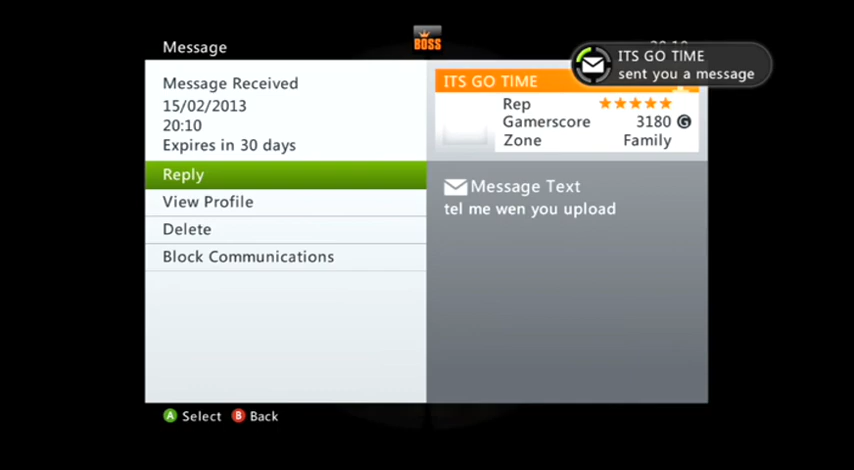 Message
BOSS
ITS GO TIME
sent you a message
Message Received
15/02/2013
20:10
Expires in 30 days
Reply
View Profile
Delete
Block Communications
ITS GO TIME
Rep
Gamerscore 3180 G
Zone Family
Message Text
tel me wen you upload
A Select B Back